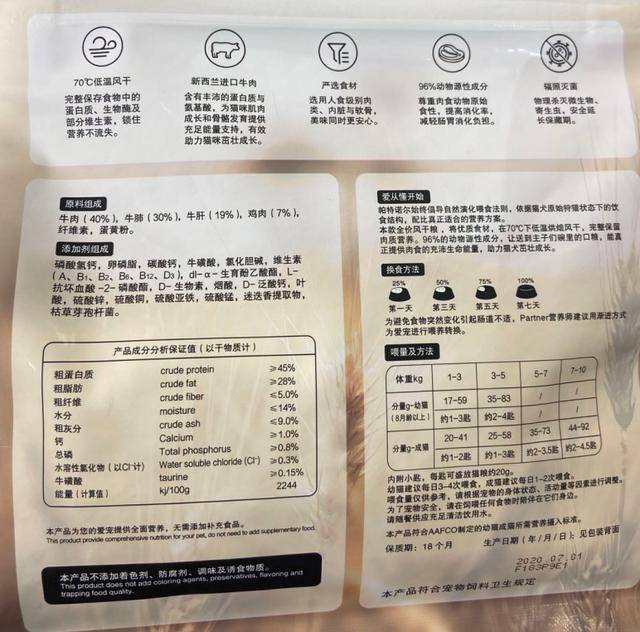 70℃低温风干
完整保存食物中的
蛋白质、生物酶及
部分维生素，锁住
营养不流失。
新西兰进口牛肉
含有丰沛的蛋白质与
氨基酸，为猫咪肌肉
成长和骨骼发育提供
充足能量支持，有效
助力猫咪茁壮成长。
严选食材
选用人食级别肉
类、内脏与软骨，
美味同时更安心。
96%动物源性成分
尊重肉食动物原始
食性，提高消化率，
减轻肠胃消化负担。
辐照灭菌
物理杀灭微生物、
寄生虫，安全延
长保藏期。
原料组成
牛肉（40%），牛肺（30%），牛肝（19%），鸡肉（7%），
纤维素，蛋黄粉。
添加剂组成
磷酸氢钙，卵磷脂，碳酸钙，牛磺酸，氯化胆碱，维生素
（A、B₁、B₂、B₆、B₁₂、D₃），dl-α-生育酚乙酸酯，L-
抗坏血酸-2-磷酸酯，D-生物素，烟酸，D-泛酸钙，叶
酸，硫酸锌，硫酸铜，硫酸亚铁，硫酸锰，迷迭香提取物，
枯草芽孢杆菌。
产品成分分析保证值（以干物质计）
粗蛋白质 crude protein ≥45%
粗脂肪 crude fat ≥28%
粗纤维 crude fiber ≤5.0%
水分 moisture ≤14%
粗灰分 crude ash ≤9.0%
钙 Calcium ≥1.0%
总磷 Total phosphorus ≥0.8%
水溶性氯化物（以Cl⁻计） Water soluble chloride (Cl⁻) ≥0.3%
牛磺酸 taurine ≥0.15%
能量（计算值） kj/100g 2244
本产品为您的爱宠提供全面营养，无需添加补充食品。
This product provide comprehensive nutrition for your pet, do not need to add supplementary food.
本产品不添加着色剂、防腐剂、调味及诱食物质。
This product does not add coloring agents, preservatives, flavoring and
trapping food quality.
爱从懂开始
帕特诺尔始终倡导自然演化喂食法则，依据猫犬原始狩猎状态下的饮
食结构，配比真正适合的营养方案。
本款全价风干粮，将优质食材，在70℃下低温烘焙风干，完整保留
肉质营养。96%的动物源性成分，让送到主子们碗里的口粮，能真
正提供肉食的充沛生命能量，助力猫犬茁壮成长。
换食方法
25% 50% 75% 100%
第一天 第三天 第五天 第七天
为避免食物突然变化引起肠道不适，Partner营养师建议用渐进方式
为爱宠进行喂养转换。
喂量及方法
体重kg 1-3 3-5 5-7 7-10
分量g-幼猫 17-59 35-83 / /
（8月龄以上） 约1-3匙 约2-4匙 / /
分量g-成猫 20-41 25-58 35-73 44-92
约1-2匙 约1-3匙 约2-3.5匙 约2-4.5匙
内附小匙，每匙可盛放猫粮约20g。
幼猫建议每日3-4次喂食，成猫建议每日1-2次喂食。
喂食量仅供参考，请根据宠物的身体状态、活动量等因素进行调整。
为了宠物安全，请在饲喂任何食物时陪伴在它们身边。
请随餐供应充足清洁饮用水。
本产品符合AAFCO制定的幼猫成猫所需营养摄入标准。
保质期：18个月 生产日期（年/月/日）：见包装背面
2020.07.01
F183P9E1
本产品符合宠物饲料卫生规定